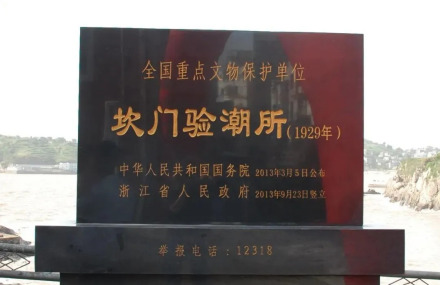 全国重点文物保护单位
坎门验潮所(1929年)
中华人民共和国国务院 2013年3月5日公布
浙江省人民政府 2013年9月23日竖立
举报电话:12318